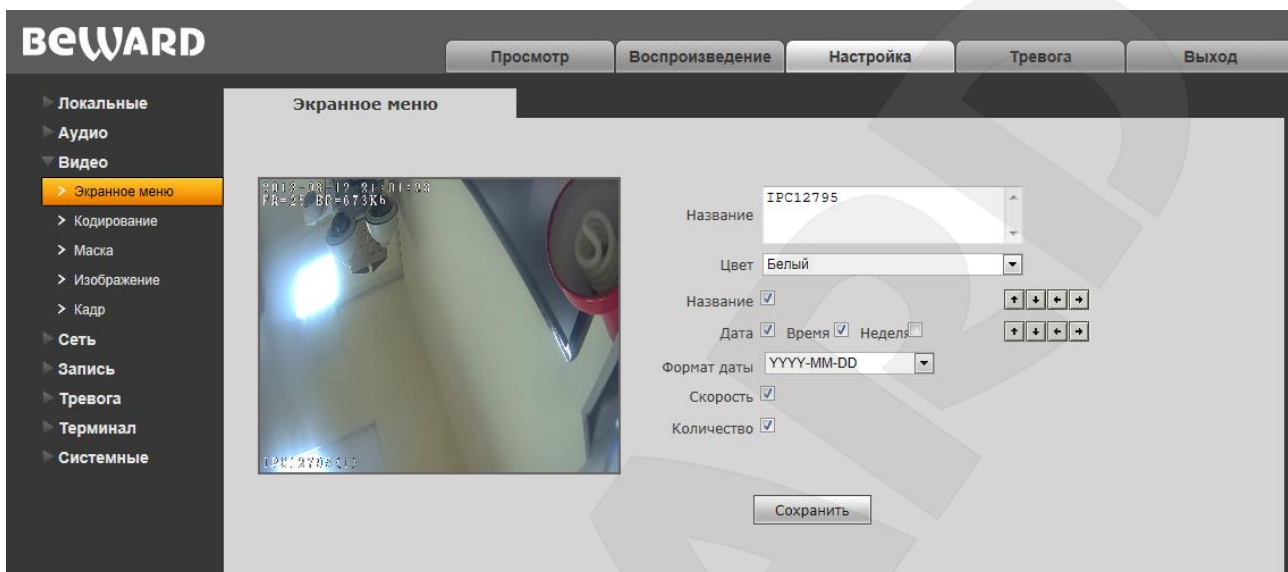 BEWARD
Просмотр Воспроизведение Настройка Тревога Выход
Локальные
Аудио
Видео
Экранное меню
Кодирование
Маска
Изображение
Кадр
Сеть
Запись
Тревога
Терминал
Системные
Экранное меню
Название IPC12795
Цвет Белый
Название
Дата Время Неделя
Формат даты YYYY-MM-DD
Скорость
Количество
Сохранить